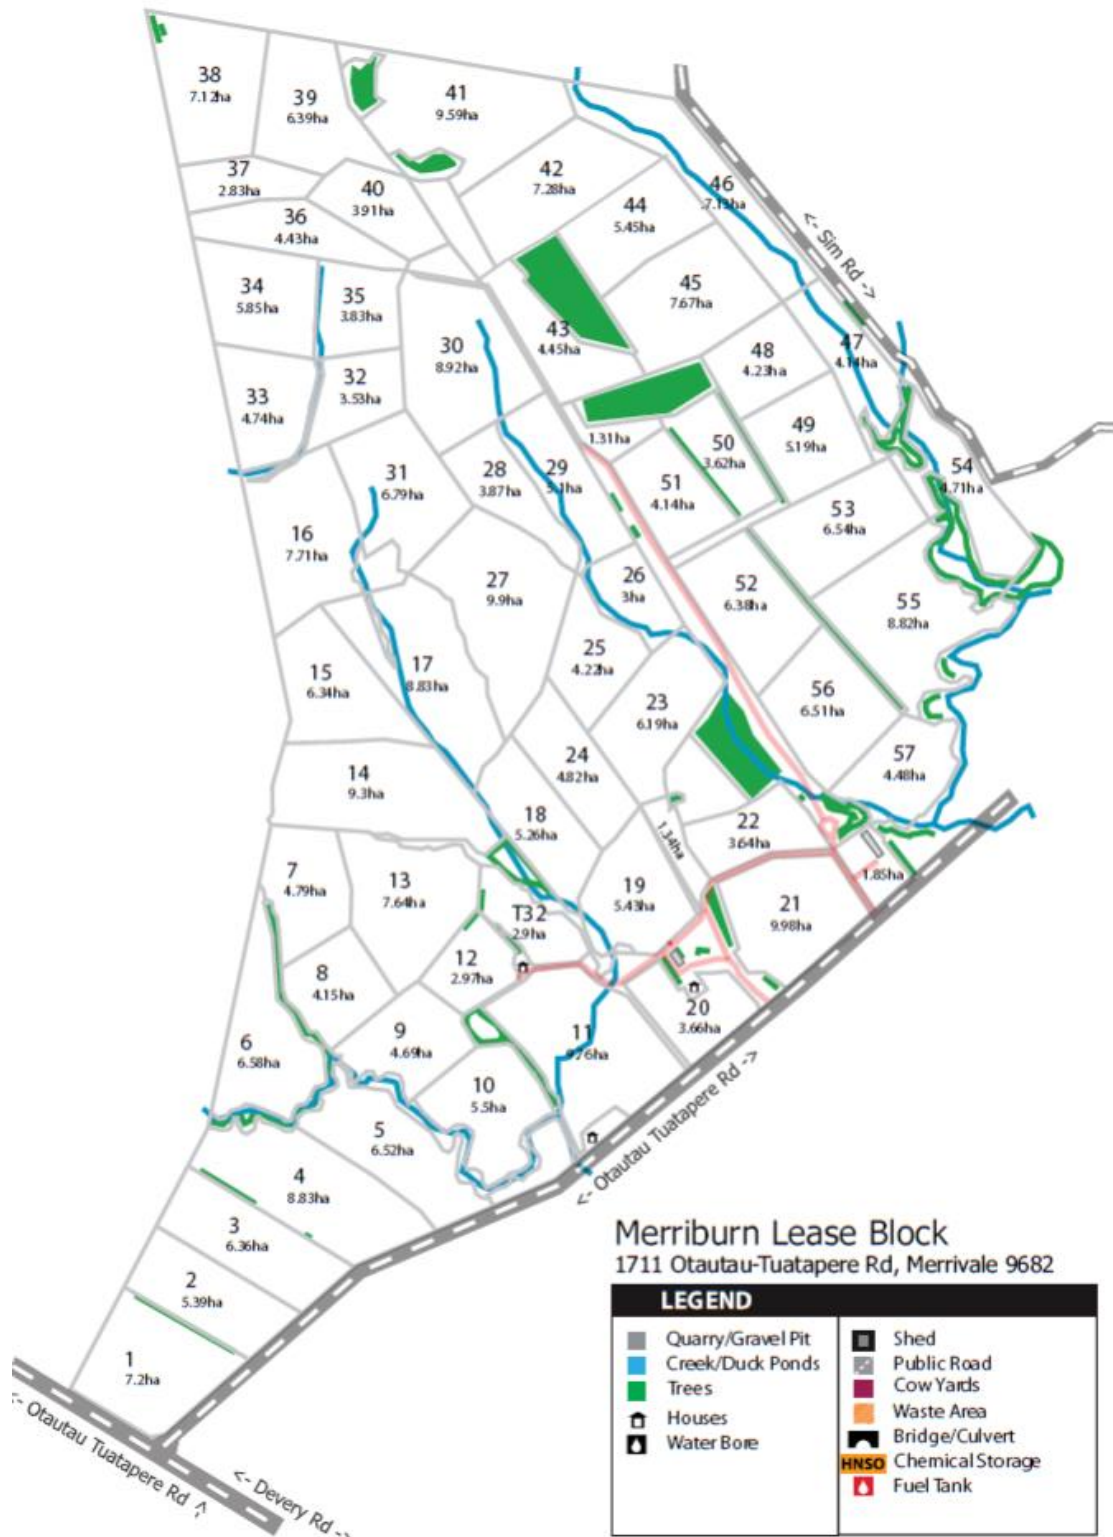 38
7.12ha
39
6.39ha
41
9.59ha
37
2.83ha
40
3.91ha
36
4.43ha
42
7.28ha
44
5.45ha
46
7.13ha
<- Sim Rd ->
34
5.85ha
35
3.83ha
45
7.67ha
43
4.45ha
47
4.14ha
30
8.92ha
48
4.23ha
33
4.74ha
32
3.53ha
49
5.19ha
1.31ha
50
3.62ha
31
6.79ha
28
3.87ha
29
5.1ha
51
4.14ha
54
4.71ha
53
6.54ha
16
7.71ha
27
9.9ha
26
3ha
52
6.38ha
55
8.82ha
15
6.34ha
17
8.83ha
25
4.22ha
23
6.19ha
56
6.51ha
24
4.82ha
57
4.48ha
14
9.3ha
18
5.26ha
1.34ha
22
3.64ha
7
4.79ha
13
7.64ha
19
5.43ha
1.85ha
21
9.98ha
T32
2.9ha
12
2.97ha
8
4.15ha
20
3.66ha
6
6.58ha
9
4.69ha
11
9.76ha
10
5.5ha
5
6.52ha
<- Otautau Tuatapere Rd ->
4
8.83ha
3
6.36ha
2
5.39ha
1
7.2ha
<- Otautau Tuatapere Rd ->
<- Devery Rd ->
Merriburn Lease Block
1711 Otautau-Tuatapere Rd, Merrivale 9682
LEGEND
Quarry/Gravel Pit
Creek/Duck Ponds
Trees
Houses
Water Bore
Shed
Public Road
Cow Yards
Waste Area
Bridge/Culvert
HNSO Chemical Storage
Fuel Tank